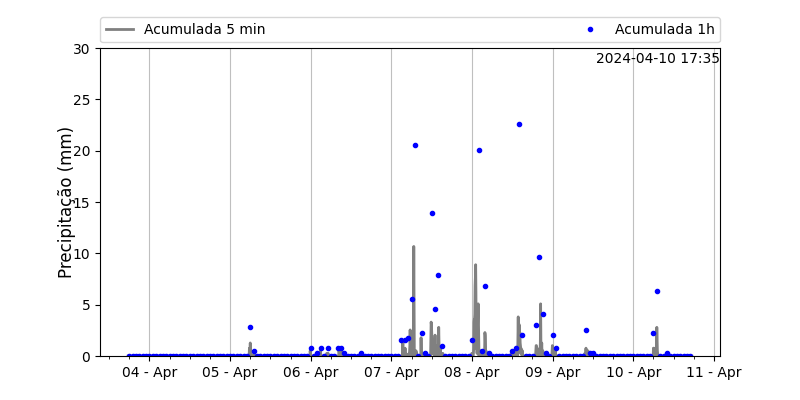 Acumulada 5 min Acumulada 1h
2024-04-10 17:35
Precipitação (mm)
30
25
20
15
10
5
0
04 - Apr 05 - Apr 06 - Apr 07 - Apr 08 - Apr 09 - Apr 10 - Apr 11 - Apr